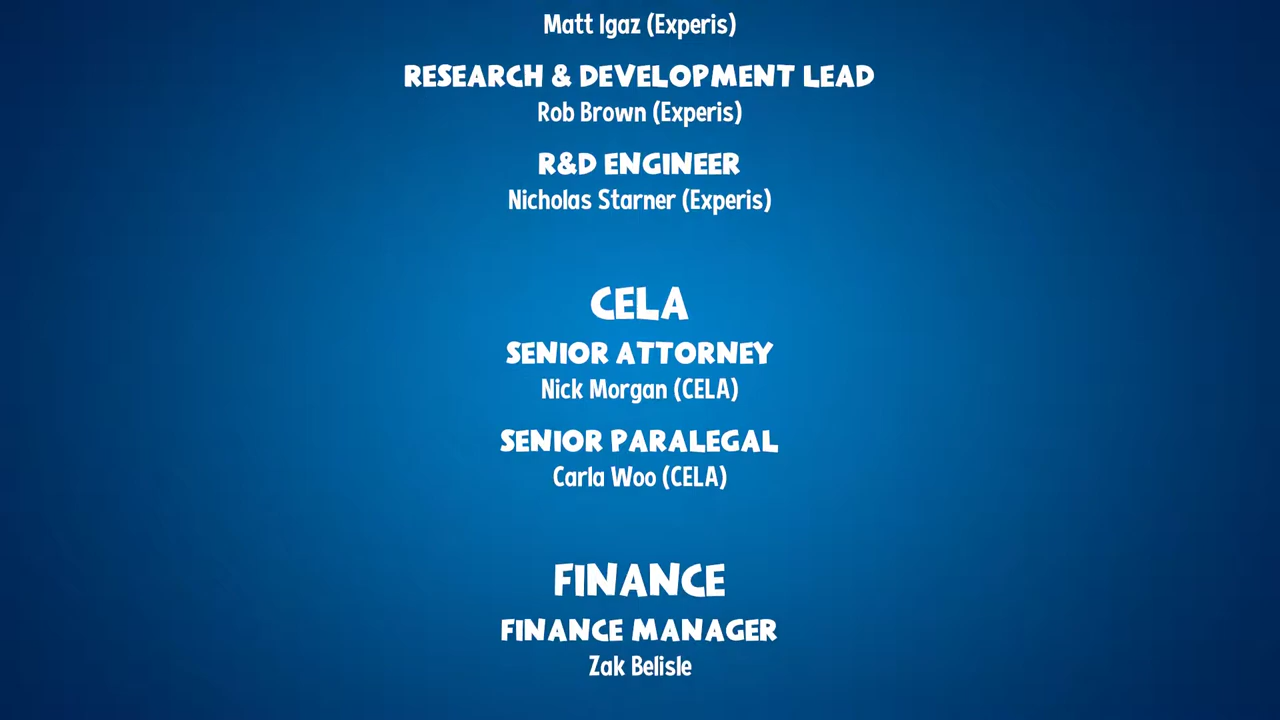 Matt Igaz (Experis)
RESEARCH & DEVELOPMENT LEAD
Rob Brown (Experis)
R&D ENGINEER
Nicholas Starner (Experis)
CELA
SENIOR ATTORNEY
Nick Morgan (CELA)
SENIOR PARALEGAL
Carla Woo (CELA)
FINANCE
FINANCE MANAGER
Zak Belisle